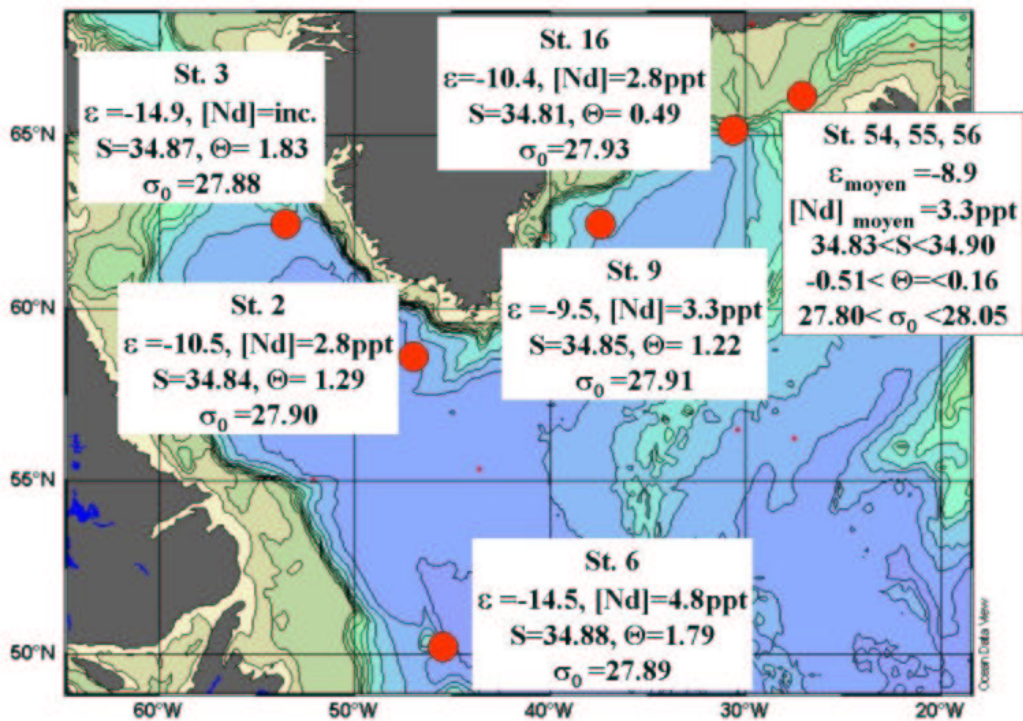 St. 3
ε =-14.9, [Nd]=inc.
S=34.87, Θ= 1.83
σ₀ =27.88
St. 16
ε=-10.4, [Nd]=2.8ppt
S=34.81, Θ= 0.49
σ₀=27.93
St. 54, 55, 56
ε moyen =-8.9
[Nd] moyen =3.3ppt
34.83<S<34.90
-0.51< Θ=<0.16
27.80< σ₀ <28.05
St. 2
ε =-10.5, [Nd]=2.8ppt
S=34.84, Θ= 1.29
σ₀ =27.90
St. 9
ε =-9.5, [Nd]=3.3ppt
S=34.85, Θ= 1.22
σ₀ =27.91
St. 6
ε =-14.5, [Nd]=4.8ppt
S=34.88, Θ=1.79
σ₀ =27.89
65°N
60°N
55°N
50°N
60°W
50°W
40°W
30°W
20°W
Ocean Data View